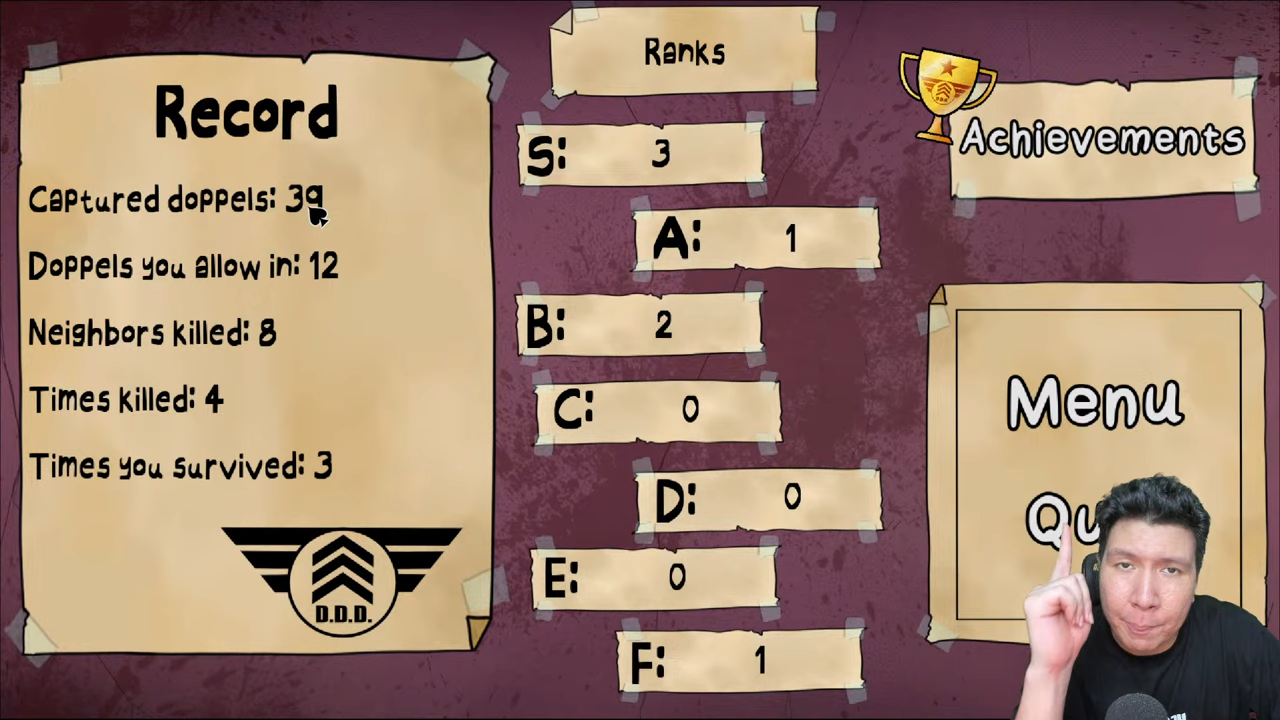 Record
Captured doppels: 39
Doppels you allow in: 12
Neighbors killed: 8
Times killed: 4
Times you survived: 3
D.D.D.
Ranks
S: 3
A: 1
B: 2
C: 0
D: 0
E: 0
F: 1
Achievements
Menu